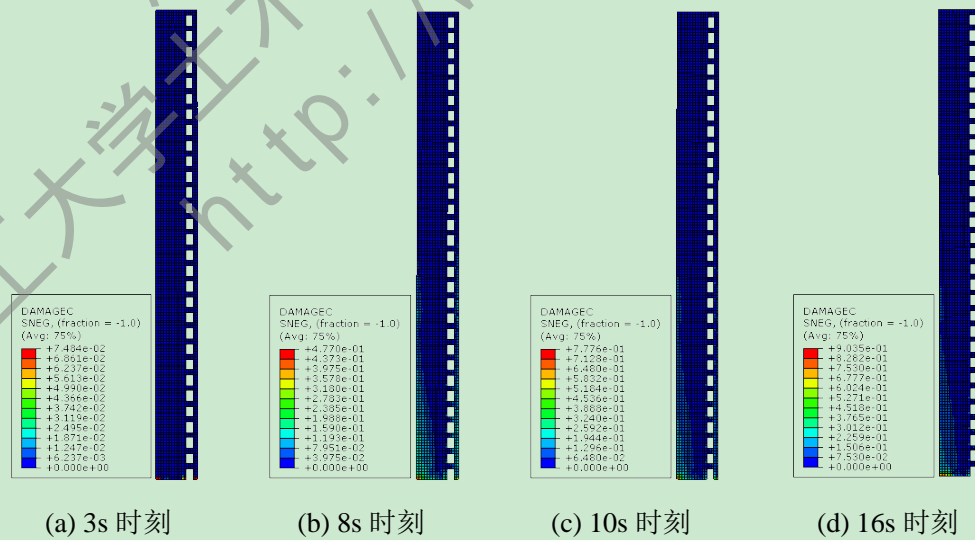 工大学土木
http://
DAMAGEC
SNEG, (fraction = -1.0)
(Avg: 75%)
+7.484e-02
+6.861e-02
+6.237e-02
+5.613e-02
+4.990e-02
+4.366e-02
+3.742e-02
+3.119e-02
+2.495e-02
+1.871e-02
+1.247e-02
+6.237e-03
+0.000e+00
(a) 3s 时刻
DAMAGEC
SNEG, (fraction = -1.0)
(Avg: 75%)
+4.770e-01
+4.373e-01
+3.975e-01
+3.578e-01
+3.180e-01
+2.783e-01
+2.385e-01
+1.988e-01
+1.590e-01
+1.193e-01
+7.951e-02
+3.975e-02
+0.000e+00
(b) 8s 时刻
DAMAGEC
SNEG, (fraction = -1.0)
(Avg: 75%)
+7.776e-01
+7.128e-01
+6.480e-01
+5.832e-01
+5.184e-01
+4.536e-01
+3.888e-01
+3.240e-01
+2.592e-01
+1.944e-01
+1.296e-01
+6.480e-02
+0.000e+00
(c) 10s 时刻
DAMAGEC
SNEG, (fraction = -1.0)
(Avg: 75%)
+9.035e-01
+8.282e-01
+7.530e-01
+6.777e-01
+6.024e-01
+5.271e-01
+4.518e-01
+3.765e-01
+3.012e-01
+2.259e-01
+1.506e-01
+7.530e-02
+0.000e+00
(d) 16s 时刻